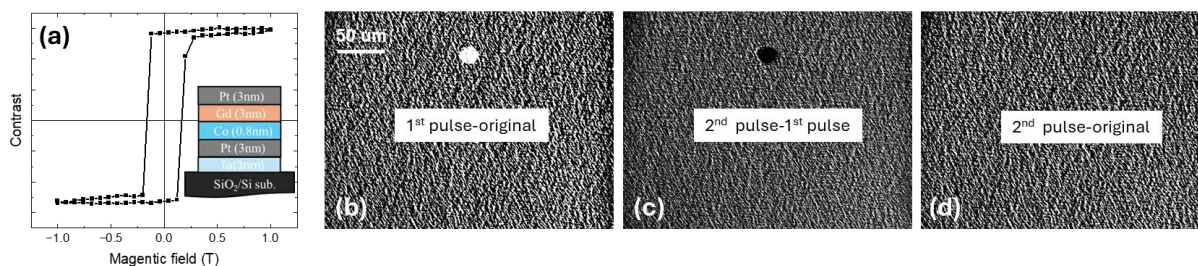 (a)
Contrast
Pt (3nm)
Gd (3nm)
Co (0.8nm)
Pt (3nm)
Ta(3nm)
SiO₂/Si sub.
−1.0 −0.5 0.0 0.5 1.0
Magentic field (T)
50 um
1st pulse-original
(b)
2nd pulse-1st pulse
(c)
2nd pulse-original
(d)